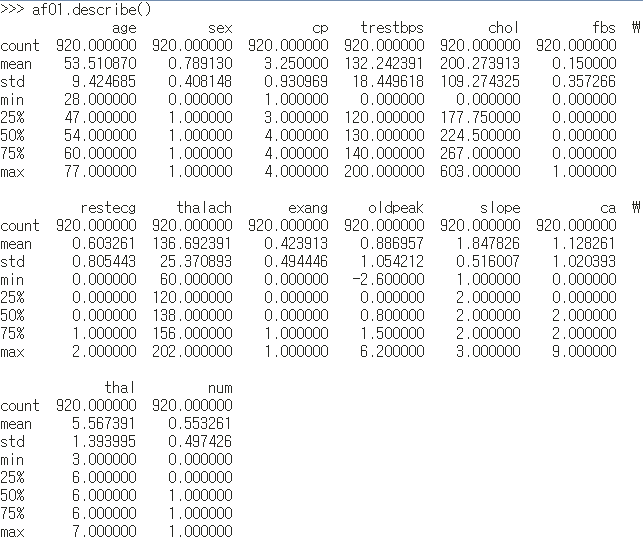 >>> af01.describe()
age sex cp trestbps chol fbs ₩
count 920.000000 920.000000 920.000000 920.000000 920.000000 920.000000
mean 53.510870 0.789130 3.250000 132.242391 200.273913 0.150000
std 9.424685 0.408148 0.930969 18.449618 109.274325 0.357266
min 28.000000 0.000000 1.000000 0.000000 0.000000 0.000000
25% 47.000000 1.000000 3.000000 120.000000 177.750000 0.000000
50% 54.000000 1.000000 4.000000 130.000000 224.500000 0.000000
75% 60.000000 1.000000 4.000000 140.000000 267.000000 0.000000
max 77.000000 1.000000 4.000000 200.000000 603.000000 1.000000
restecg thalach exang oldpeak slope ca ₩
count 920.000000 920.000000 920.000000 920.000000 920.000000 920.000000
mean 0.603261 136.692391 0.423913 0.886957 1.847826 1.128261
std 0.805443 25.370893 0.494446 1.054212 0.516007 1.020393
min 0.000000 60.000000 0.000000 -2.600000 1.000000 0.000000
25% 0.000000 120.000000 0.000000 0.000000 2.000000 0.000000
50% 0.000000 138.000000 0.000000 0.800000 2.000000 2.000000
75% 1.000000 156.000000 1.000000 1.500000 2.000000 2.000000
max 2.000000 202.000000 1.000000 6.200000 3.000000 9.000000
thal num
count 920.000000 920.000000
mean 5.567391 0.553261
std 1.393995 0.497426
min 3.000000 0.000000
25% 6.000000 0.000000
50% 6.000000 1.000000
75% 6.000000 1.000000
max 7.000000 1.000000